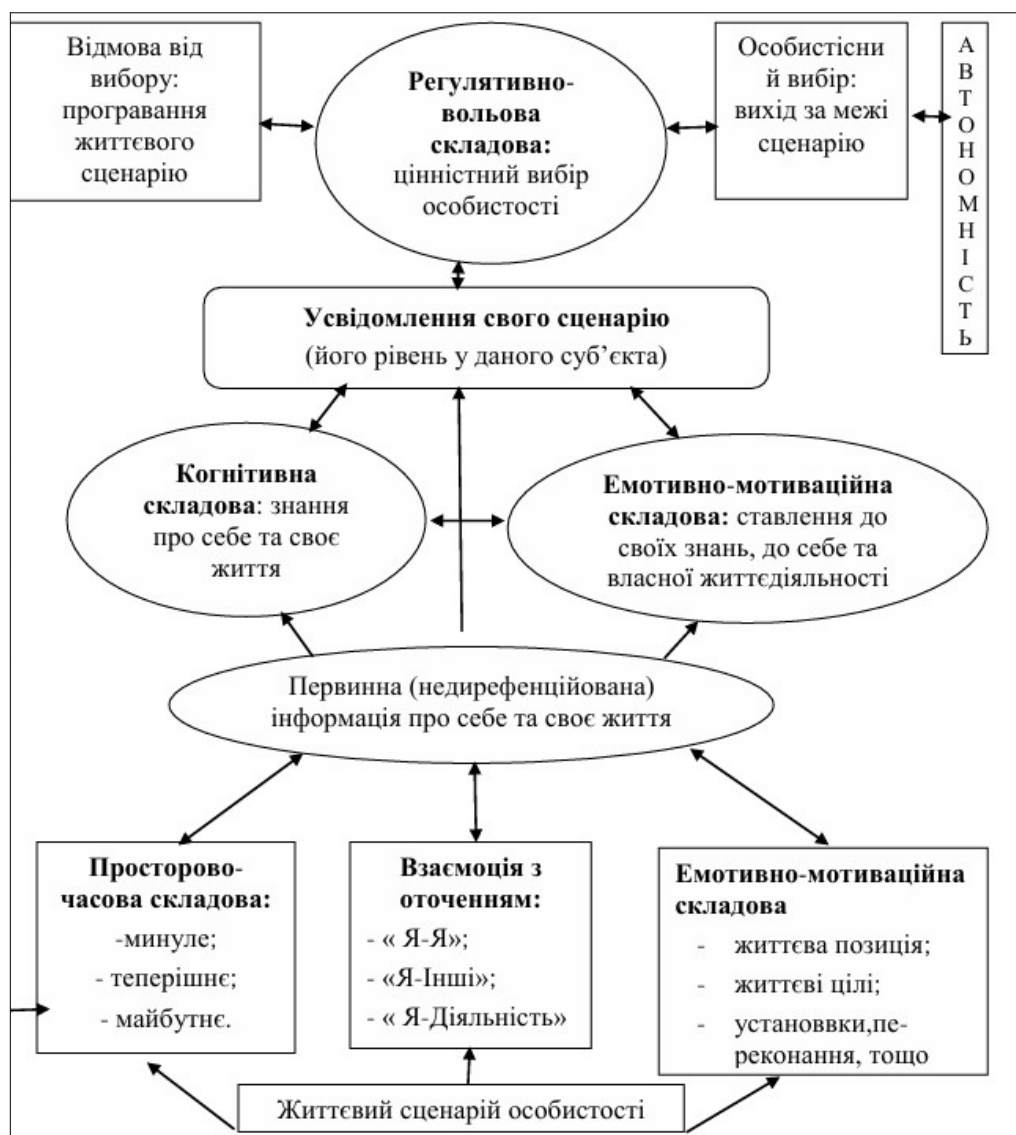 Відмова від
вибору:
програвання
життєвого
сценарію
Регулятивно-
вольова
складова:
цінністний вибір
особистості
Особистісни
й вибір:
вихід за межі
сценарію
А
В
Т
О
Н
О
М
Н
І
С
Т
Ь
Усвідомлення свого сценарію
(його рівень у даного суб’єкта)
Когнітивна
складова: знання
про себе та своє
життя
Емотивно-мотиваційна
складова: ставлення до
своїх знань, до себе та
власної життєдіяльності
Первинна (недирефенційована)
інформація про себе та своє життя
Просторово-
часова складова:
-минуле;
- теперішнє;
- майбутнє.
Взаємоція з
оточенням:
- « Я-Я»;
- «Я-Інші»;
- « Я-Діяльність»
Емотивно-мотиваційна
складова
- життєва позиція;
- життєві цілі;
- установвки,пе-
реконання, тощо
Життєвий сценарій особистості